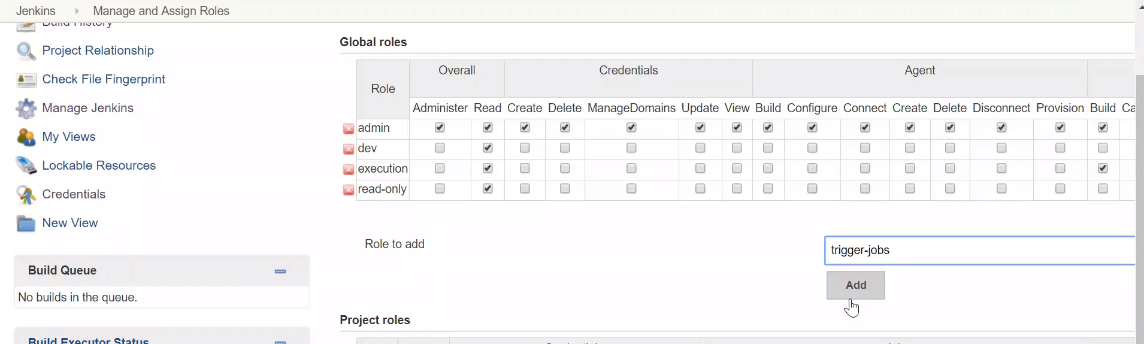 Jenkins Manage and Assign Roles
Build History
Project Relationship
Check File Fingerprint
Manage Jenkins
My Views
Lockable Resources
Credentials
New View
Build Queue
No builds in the queue.
Build Executor Status
Global roles
Role Overall Credentials Agent
Administer Read Create Delete ManageDomains Update View Build Configure Connect Create Delete Disconnect Provision Build Ca
admin
dev
execution
read-only
Role to add trigger-jobs
Add
Project roles